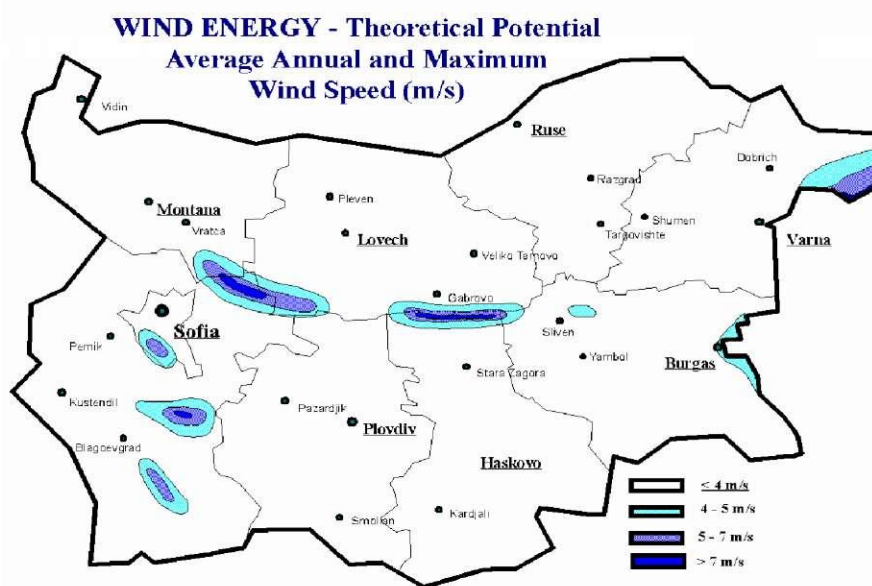 WIND ENERGY - Theoretical Potential
Average Annual and Maximum
Wind Speed (m/s)
Vidin
Ruse
Dobrich
Razgrad
Pleven
Montana
Vratca
Shumen
Targovishte
Lovech
Varna
Veliko Ternovo
Gabrovo
Sofia
Sliven
Pernik
Yambol
Burgas
Stara Zagora
Kustendil
Pazardjik
Plovdiv
Blagoevgrad
Haskovo
Smolian
Kardjali
< 4 m/s
4 - 5 m/s
5 - 7 m/s
> 7 m/s